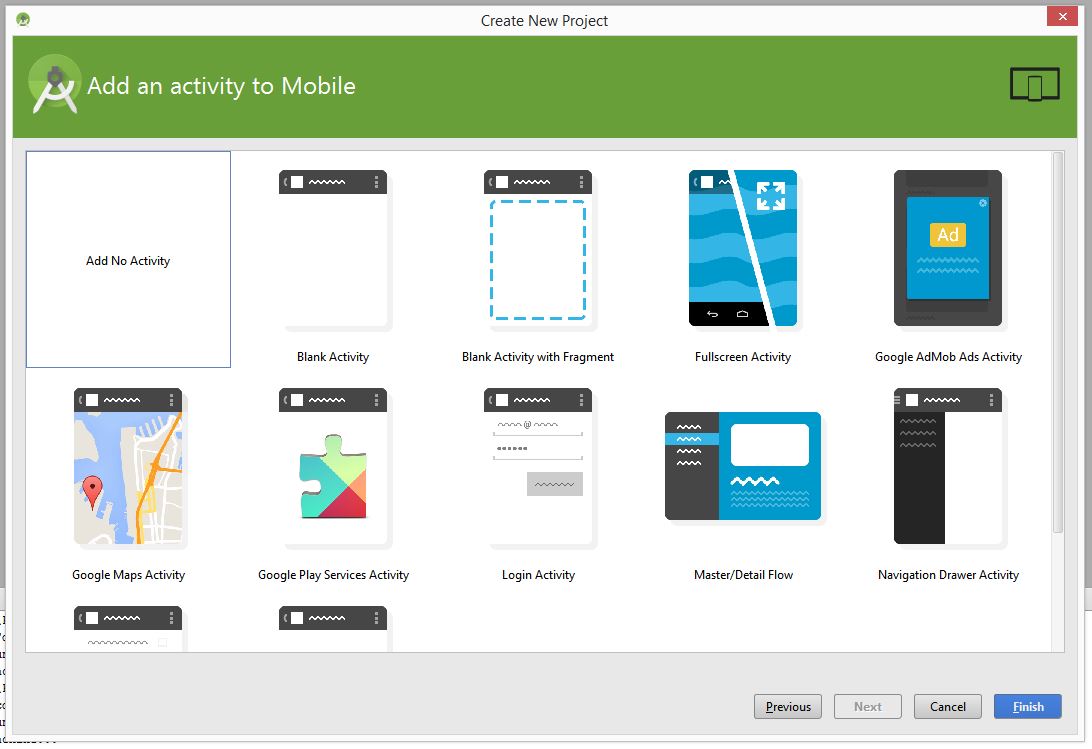 Create New Project
Add an activity to Mobile
Add No Activity
Blank Activity
Blank Activity with Fragment
Fullscreen Activity
Ad
Google AdMob Ads Activity
@
Google Maps Activity
Google Play Services Activity
Login Activity
Master/Detail Flow
Navigation Drawer Activity
Previous
Next
Cancel
Finish